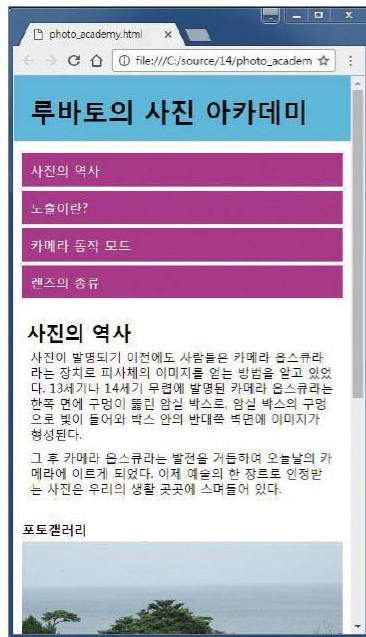 photo_academy.html
file:///C:/source/14/photo_academ
루바토의 사진 아카데미
사진의 역사
노출이란?
카메라 동작 모드
렌즈의 종류
사진의 역사
사진이 발명되기 이전에도 사람들은 카메라 옵스큐라
라는 장치로 피사체의 이미지를 얻는 방법을 알고 있었
다. 13세기나 14세기 무렵에 발명된 카메라 옵스큐라는
한쪽 면에 구멍이 뚫린 암실 박스로, 암실 박스의 구멍
으로 빛이 들어와 박스 안의 반대쪽 벽면에 이미지가
형성된다.
그 후 카메라 옵스큐라는 발전을 거듭하여 오늘날의 카
메라에 이르게 되었다. 이제 예술의 한 장르로 인정받
는 사진은 우리의 생활 곳곳에 스며들어 있다.
포토갤러리